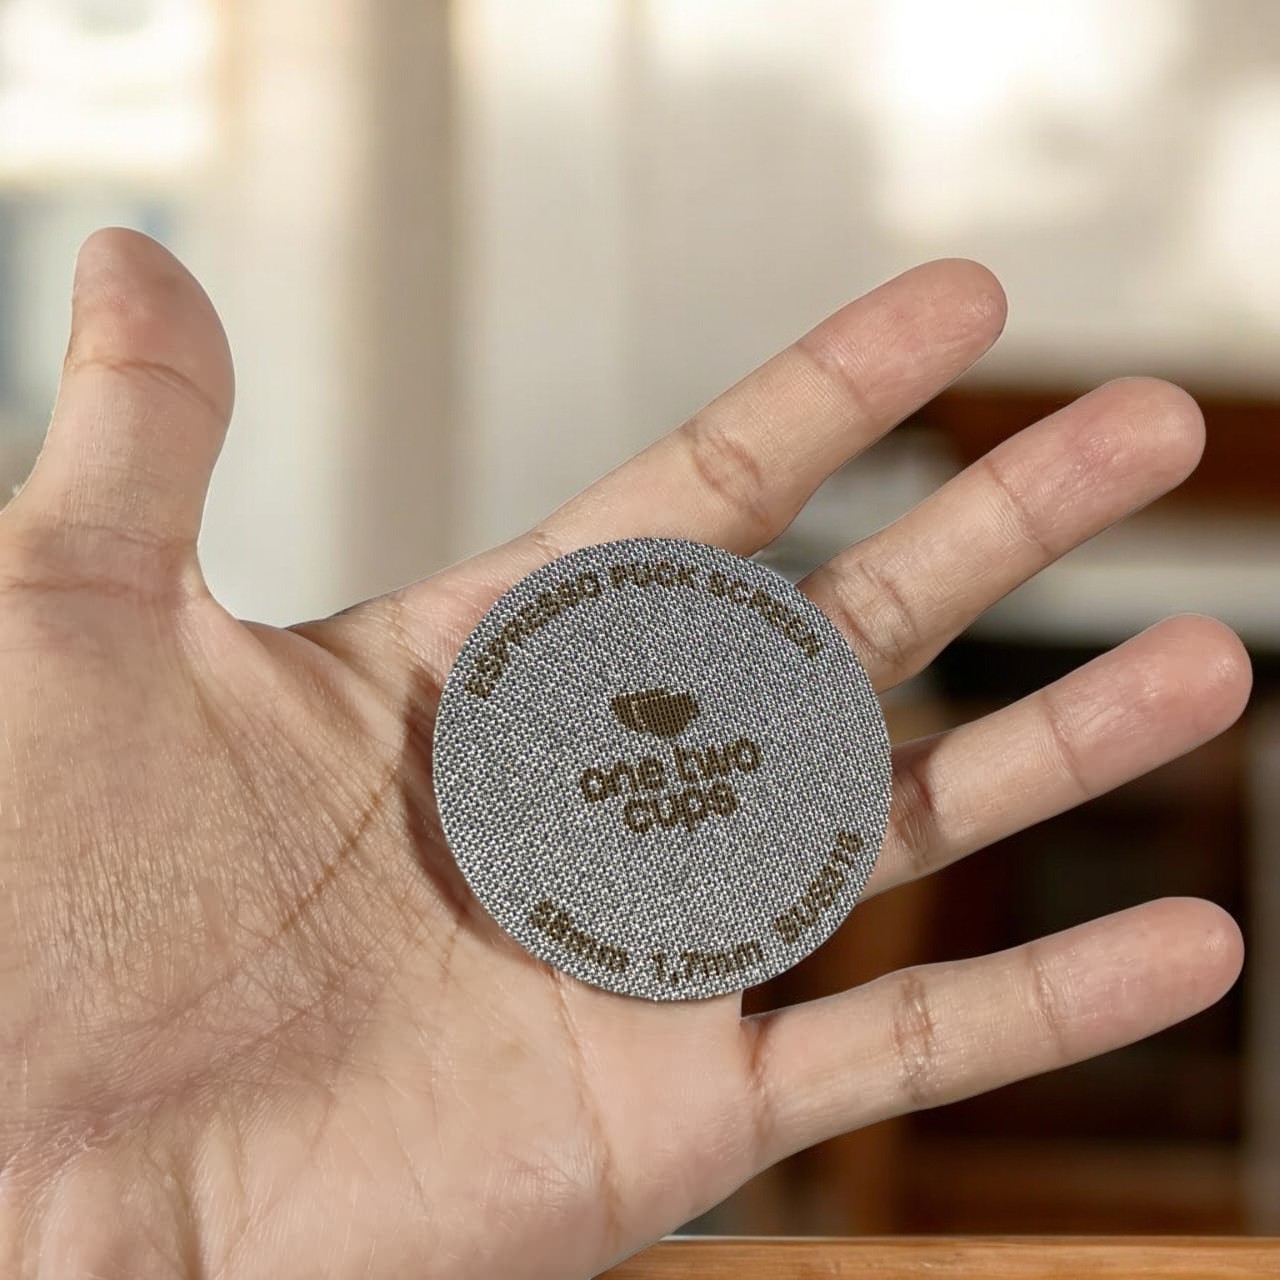 ESPRESSO PUCK SCREEN
one two
cups
58mm 1.7mm SUS316